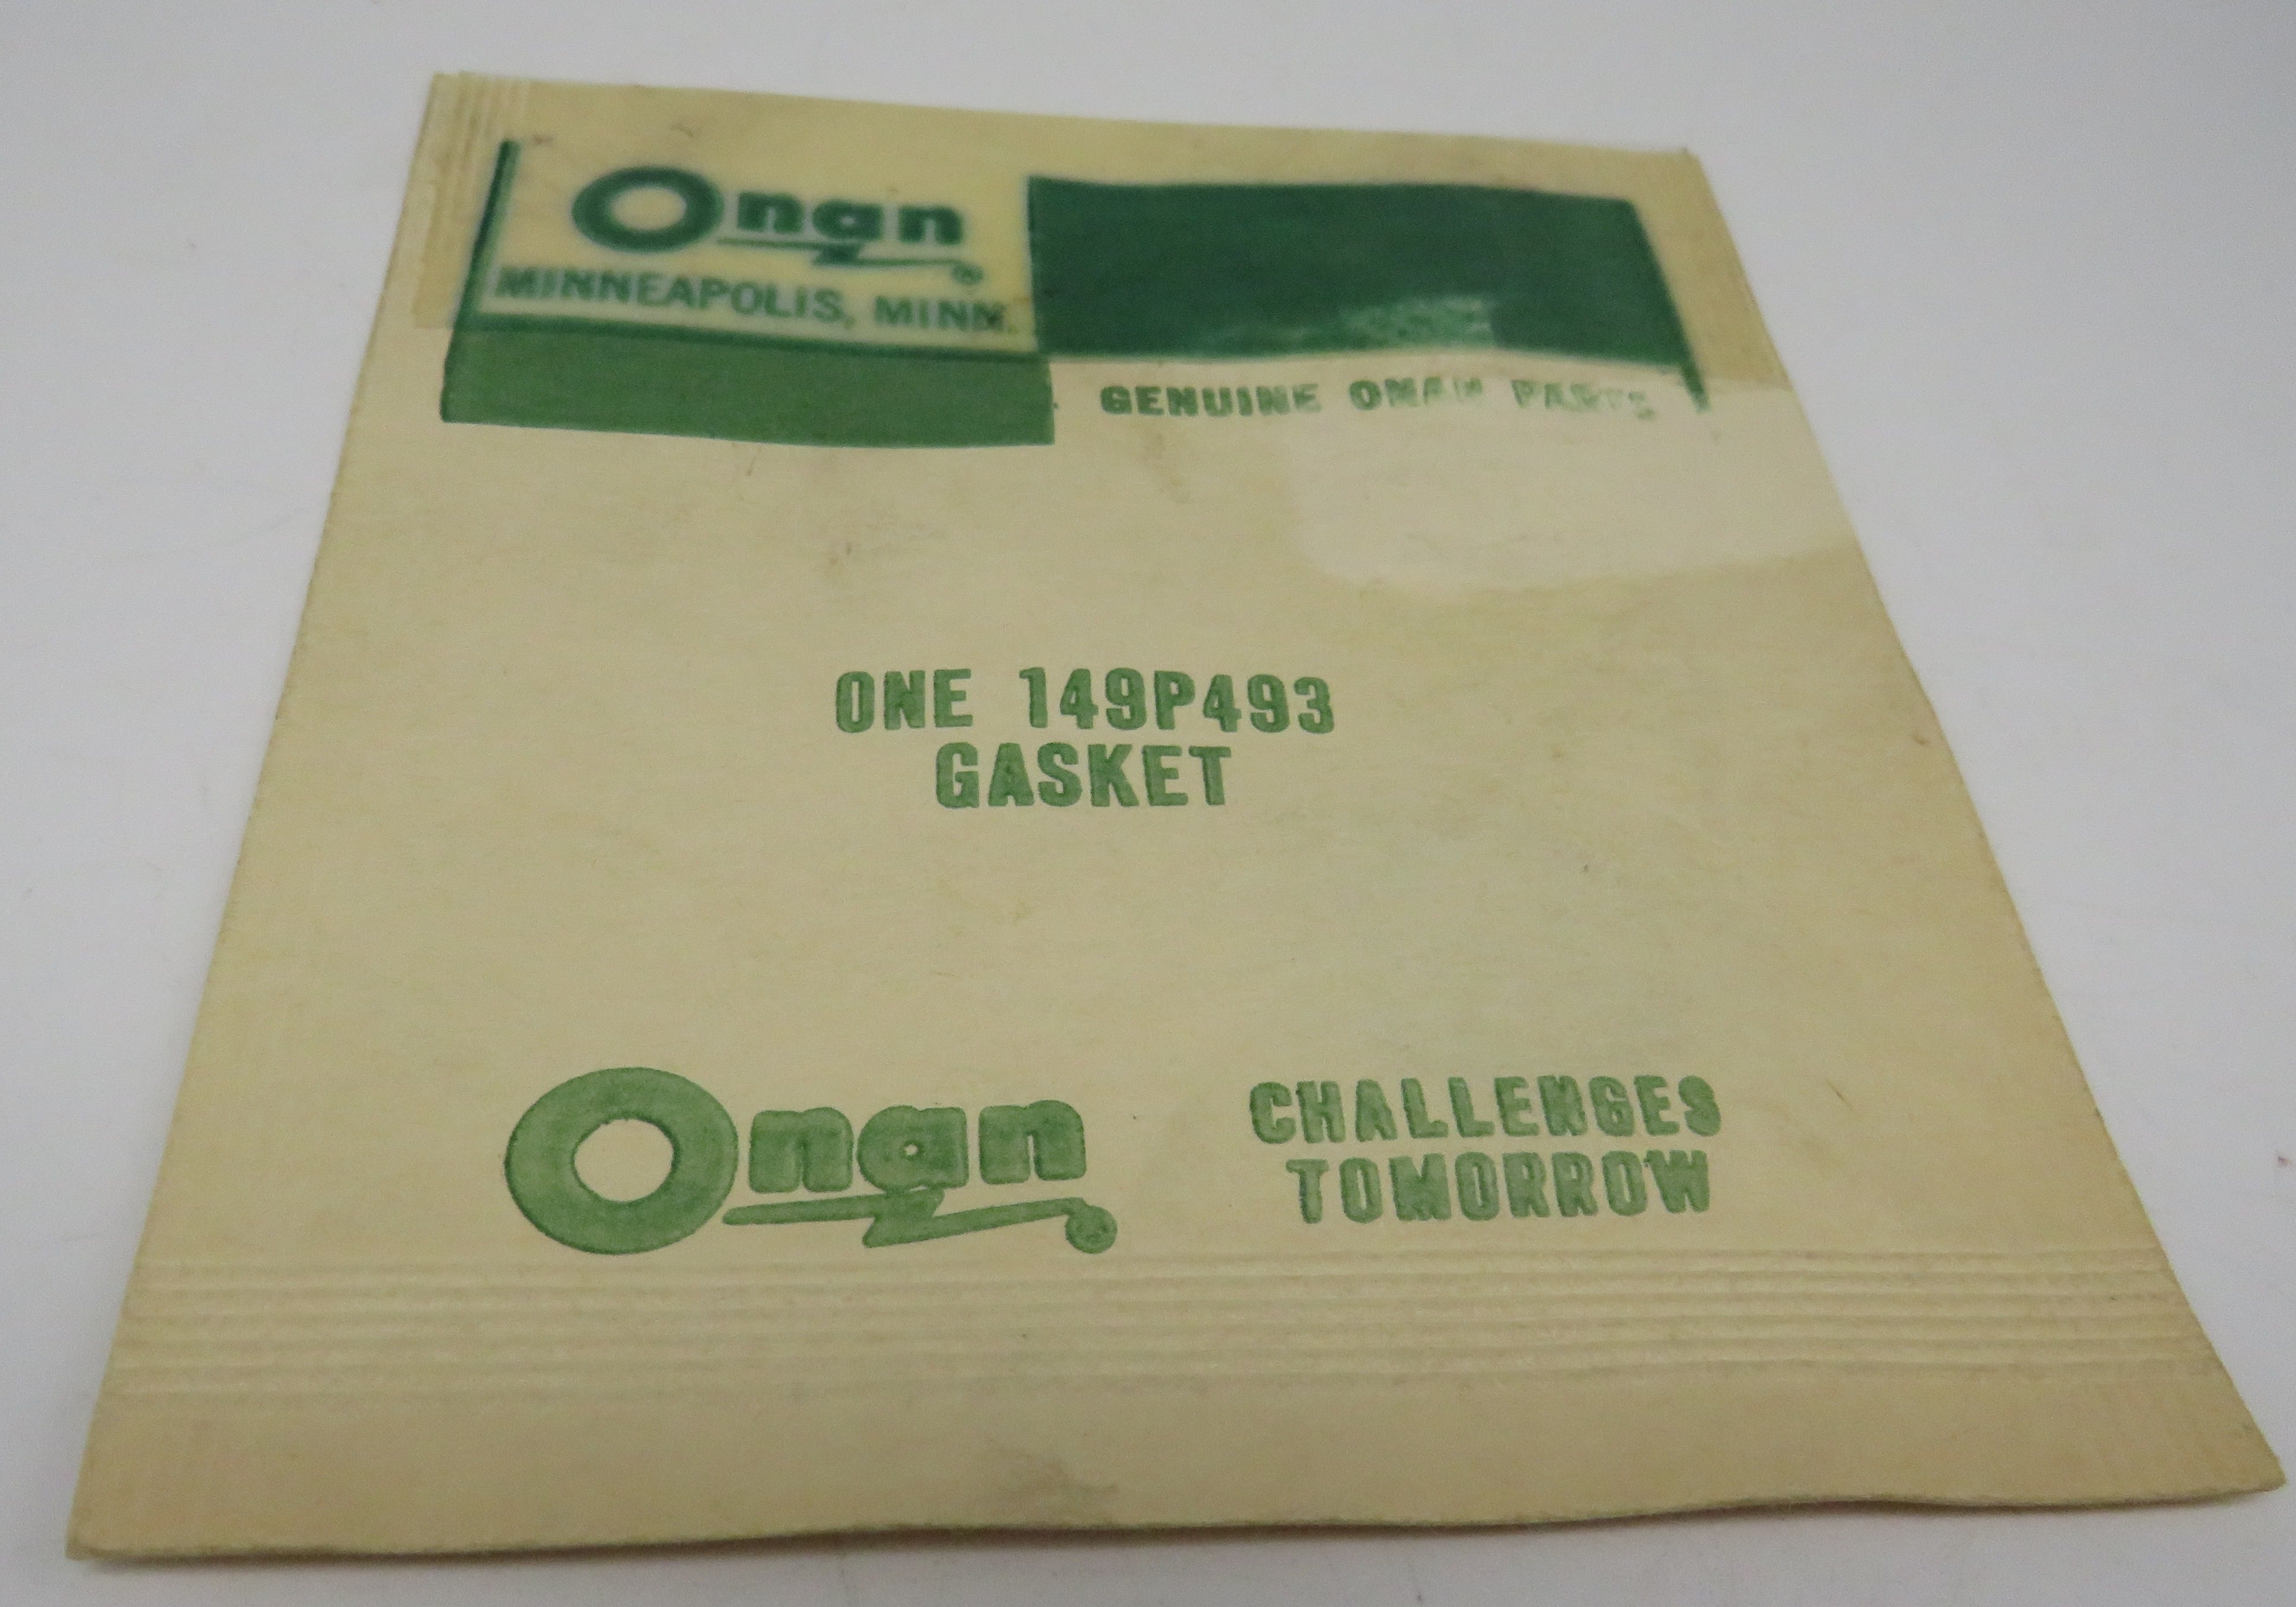 Onan
MINNEAPOLIS, MINN.
GENUINE ONAN PARTS
ONE 149P493
GASKET
Onan
CHALLENGES
TOMORROW